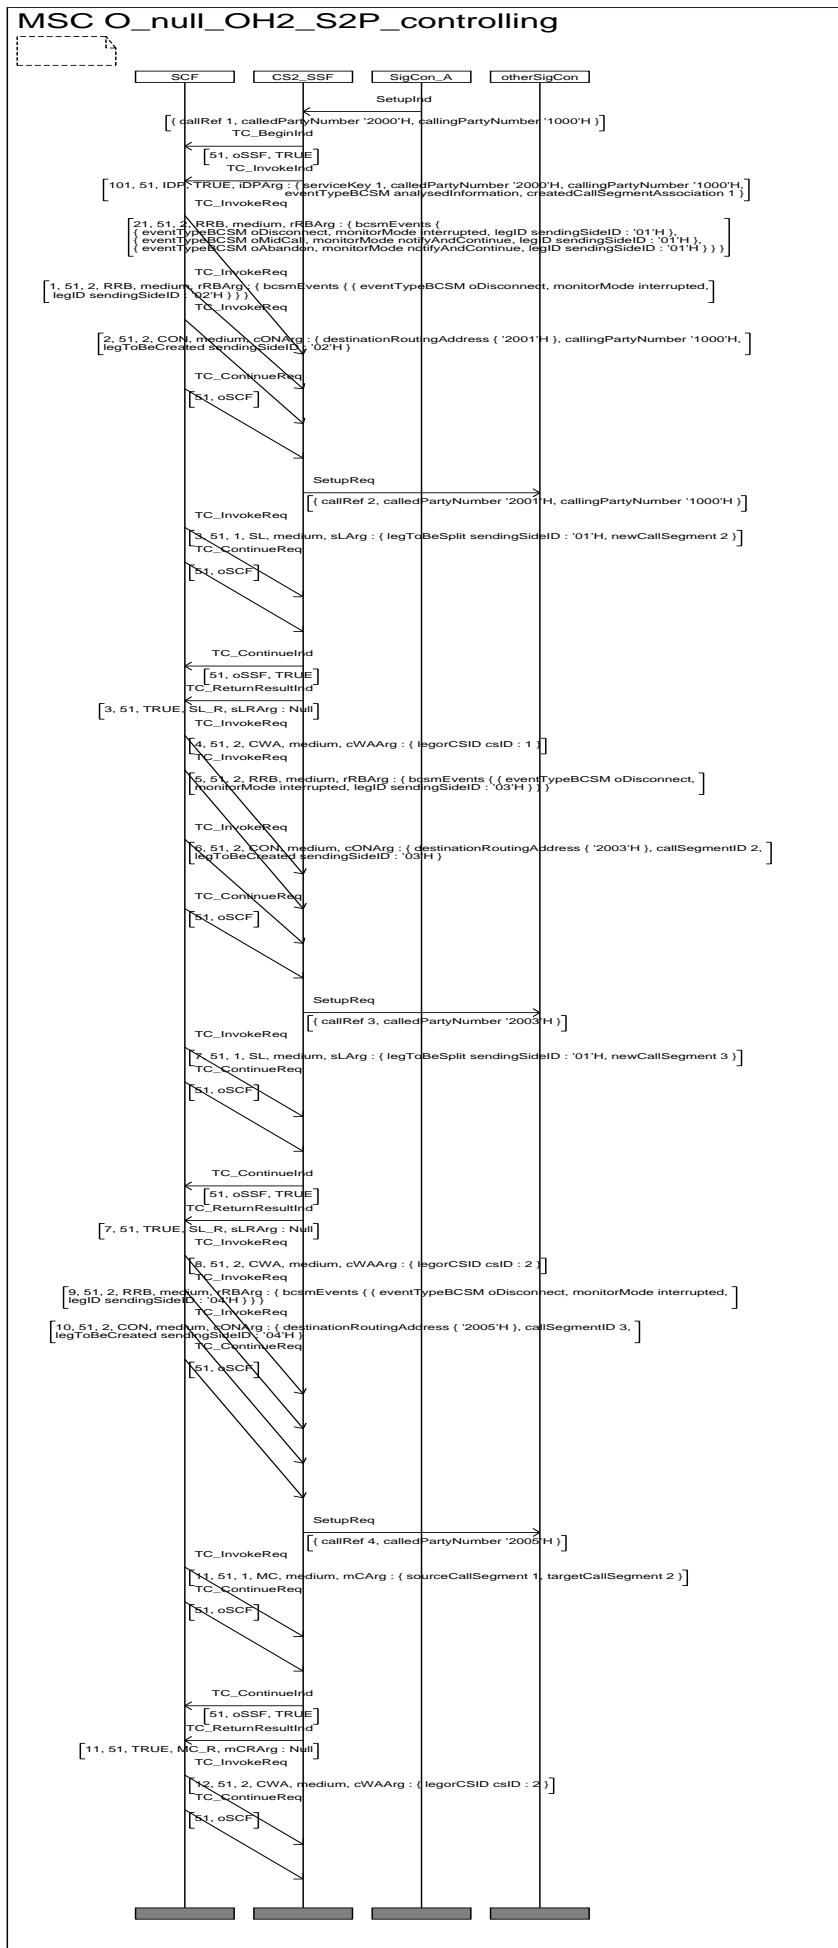 MSC O_null_OH2_S2P_controlling
SCF CS2_SSF SigCon_A otherSigCon
SetupInd
[{ callRef 1, calledPartyNumber '2000'H, callingPartyNumber '1000'H }]
TC_BeginInd
[51, oSSF, TRUE]
TC_InvokeInd
[101, 51, IDP, TRUE, iDPArg : { serviceKey 1, calledPartyNumber '2000'H, callingPartyNumber '1000'H,
eventTypeBCSM analysedInformation, createdCallSegmentAssociation 1 }]
TC_InvokeReq
[21, 51, 2, RRB, medium, rRBArg : { bcsmEvents {
{ eventTypeBCSM oDisconnect, monitorMode interrupted, legID sendingSideID : '01'H },
{ eventTypeBCSM oMidCall, monitorMode notifyAndContinue, legID sendingSideID : '01'H },
{ eventTypeBCSM oAbandon, monitorMode notifyAndContinue, legID sendingSideID : '01'H } } }]
TC_InvokeReq
[1, 51, 2, RRB, medium, rRBArg : { bcsmEvents { { eventTypeBCSM oDisconnect, monitorMode interrupted,
legID sendingSideID : '02'H } } }]
TC_InvokeReq
[2, 51, 2, CON, medium, cONArg : { destinationRoutingAddress { '2001'H }, callingPartyNumber '1000'H,
legToBeCreated sendingSideID : '02'H }]
TC_ContinueReq
[51, oSCF]
SetupReq
[{ callRef 2, calledPartyNumber '2001'H, callingPartyNumber '1000'H }]
TC_InvokeReq
[3, 51, 1, SL, medium, sLArg : { legToBeSplit sendingSideID : '01'H, newCallSegment 2 }]
TC_ContinueReq
[51, oSCF]
TC_ContinueInd
[51, oSSF, TRUE]
TC_ReturnResultInd
[3, 51, TRUE, SL_R, sLRArg : Null]
TC_InvokeReq
[4, 51, 2, CWA, medium, cWAArg : { legorCSID csID : 1 }]
TC_InvokeReq
[5, 51, 2, RRB, medium, rRBArg : { bcsmEvents { { eventTypeBCSM oDisconnect,
monitorMode interrupted, legID sendingSideID : '03'H } } }]
TC_InvokeReq
[6, 51, 2, CON, medium, cONArg : { destinationRoutingAddress { '2003'H }, callSegmentID 2,
legToBeCreated sendingSideID : '03'H }]
TC_ContinueReq
[51, oSCF]
SetupReq
[{ callRef 3, calledPartyNumber '2003'H }]
TC_InvokeReq
[7, 51, 1, SL, medium, sLArg : { legToBeSplit sendingSideID : '01'H, newCallSegment 3 }]
TC_ContinueReq
[51, oSCF]
TC_ContinueInd
[51, oSSF, TRUE]
TC_ReturnResultInd
[7, 51, TRUE, SL_R, sLRArg : Null]
TC_InvokeReq
[8, 51, 2, CWA, medium, cWAArg : { legorCSID csID : 2 }]
TC_InvokeReq
[9, 51, 2, RRB, medium, rRBArg : { bcsmEvents { { eventTypeBCSM oDisconnect, monitorMode interrupted,
legID sendingSideID : '04'H } } }]
TC_InvokeReq
[10, 51, 2, CON, medium, cONArg : { destinationRoutingAddress { '2005'H }, callSegmentID 3,
legToBeCreated sendingSideID : '04'H }]
TC_ContinueReq
[51, oSCF]
SetupReq
[{ callRef 4, calledPartyNumber '2005'H }]
TC_InvokeReq
[11, 51, 1, MC, medium, mCArg : { sourceCallSegment 1, targetCallSegment 2 }]
TC_ContinueReq
[51, oSCF]
TC_ContinueInd
[51, oSSF, TRUE]
TC_ReturnResultInd
[11, 51, TRUE, MC_R, mCRArg : Null]
TC_InvokeReq
[12, 51, 2, CWA, medium, cWAArg : { legorCSID csID : 2 }]
TC_ContinueReq
[51, oSCF]